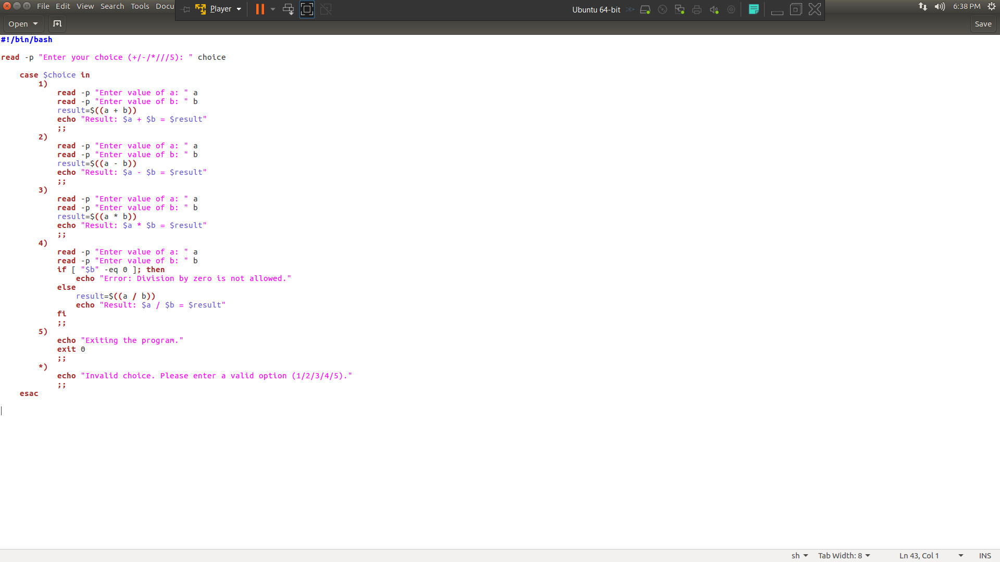 File Edit View Search Tools Docu
Player
Ubuntu 64-bit
6:38 PM
Open
Save
#!/bin/bash

read -p "Enter your choice (+/-/*///5): " choice

    case $choice in
        1)
            read -p "Enter value of a: " a
            read -p "Enter value of b: " b
            result=$((a + b))
            echo "Result: $a + $b = $result"
            ;;
        2)
            read -p "Enter value of a: " a
            read -p "Enter value of b: " b
            result=$((a - b))
            echo "Result: $a - $b = $result"
            ;;
        3)
            read -p "Enter value of a: " a
            read -p "Enter value of b: " b
            result=$((a * b))
            echo "Result: $a * $b = $result"
            ;;
        4)
            read -p "Enter value of a: " a
            read -p "Enter value of b: " b
            if [ "$b" -eq 0 ]; then
                echo "Error: Division by zero is not allowed."
            else
                result=$((a / b))
                echo "Result: $a / $b = $result"
            fi
            ;;
        5)
            echo "Exiting the program."
            exit 0
            ;;
        *)
            echo "Invalid choice. Please enter a valid option (1/2/3/4/5)."
            ;;
    esac

sh
Tab Width: 8
Ln 43, Col 1
INS